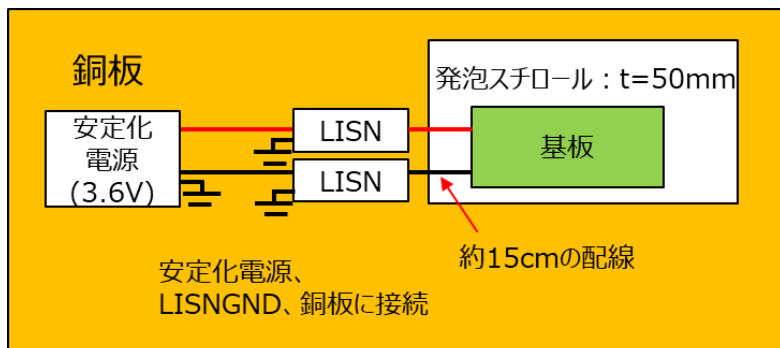 銅板
発泡スチロール：t=50mm
安定化
電源
(3.6V)
LISN
LISN
基板
約15cmの配線
安定化電源、
LISNGND、銅板に接続